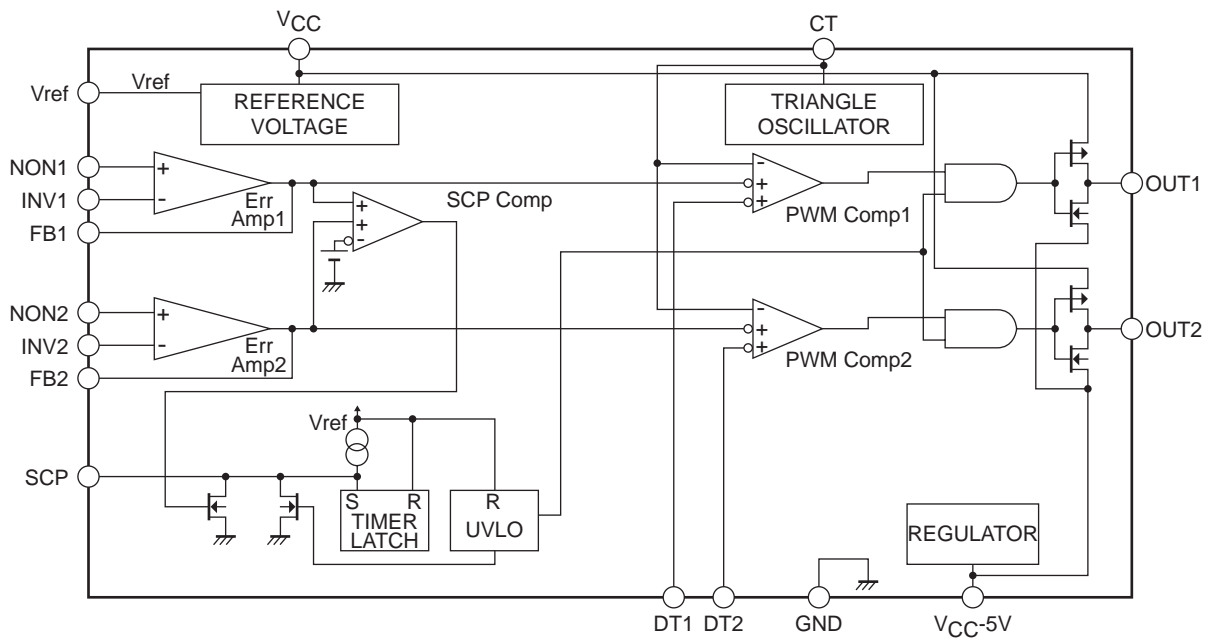 VCC
CT
Vref
Vref
REFERENCE
VOLTAGE
TRIANGLE
OSCILLATOR
NON1
+
INV1
-
Err
Amp1
FB1
+
+
-
SCP Comp
-
+
+
PWM Comp1
OUT1
NON2
+
INV2
-
Err
Amp2
FB2
-
+
+
PWM Comp2
OUT2
Vref
SCP
S R
TIMER
LATCH
R
UVLO
REGULATOR
DT1
DT2
GND
VCC-5V